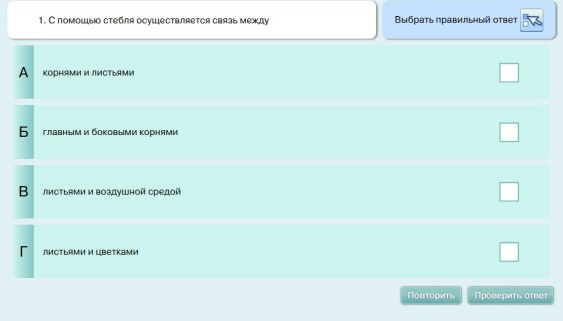 1. С помощью стебля осуществляется связь между
Выбрать правильный ответ
А корнями и листьями
Б главным и боковыми корнями
В листьями и воздушной средой
Г листьями и цветками
Повторить Проверить ответ